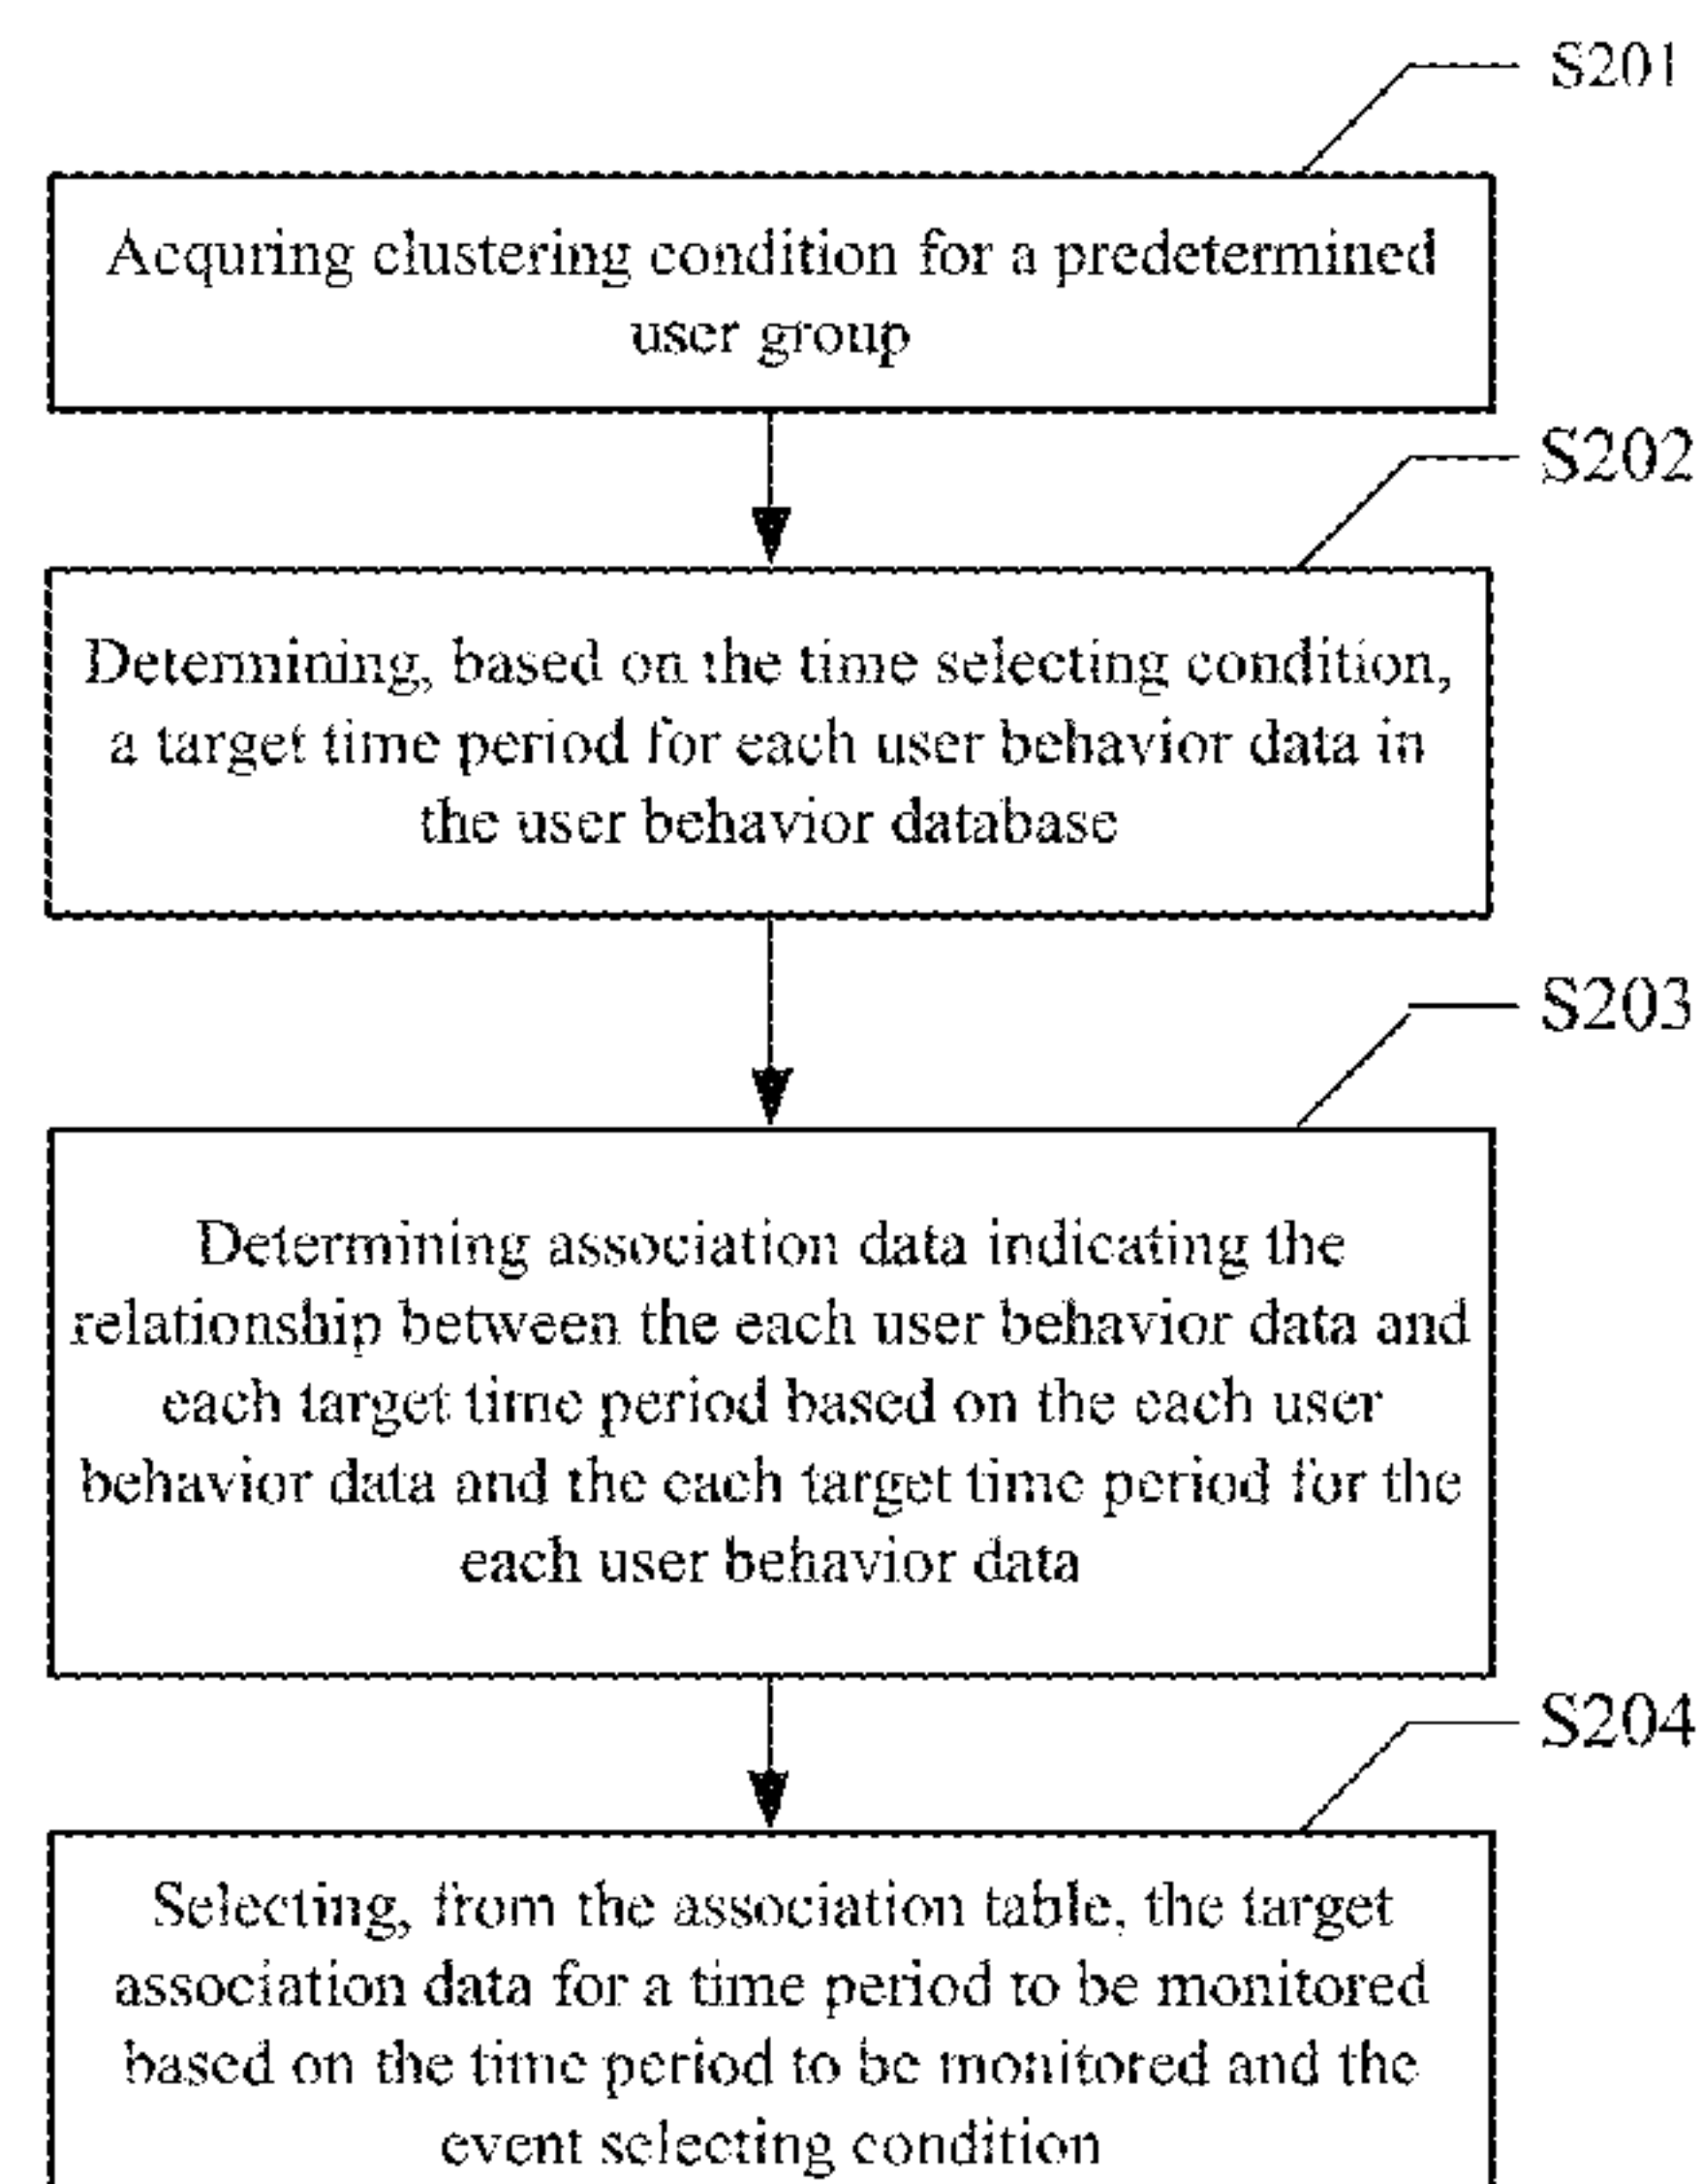 S201
Acquring clustering condition for a predetermined
user group
S202
Determining, based on the time selecting condition,
a target time period for each user behavior data in
the user behavior database
S203
Determining association data indicating the
relationship between the each user behavior data and
each target time period based on the each user
behavior data and the each target time period for the
each user behavior data
S204
Selecting, from the association table, the target
association data for a time period to be monitored
based on the time period to be monitored and the
event selecting condition